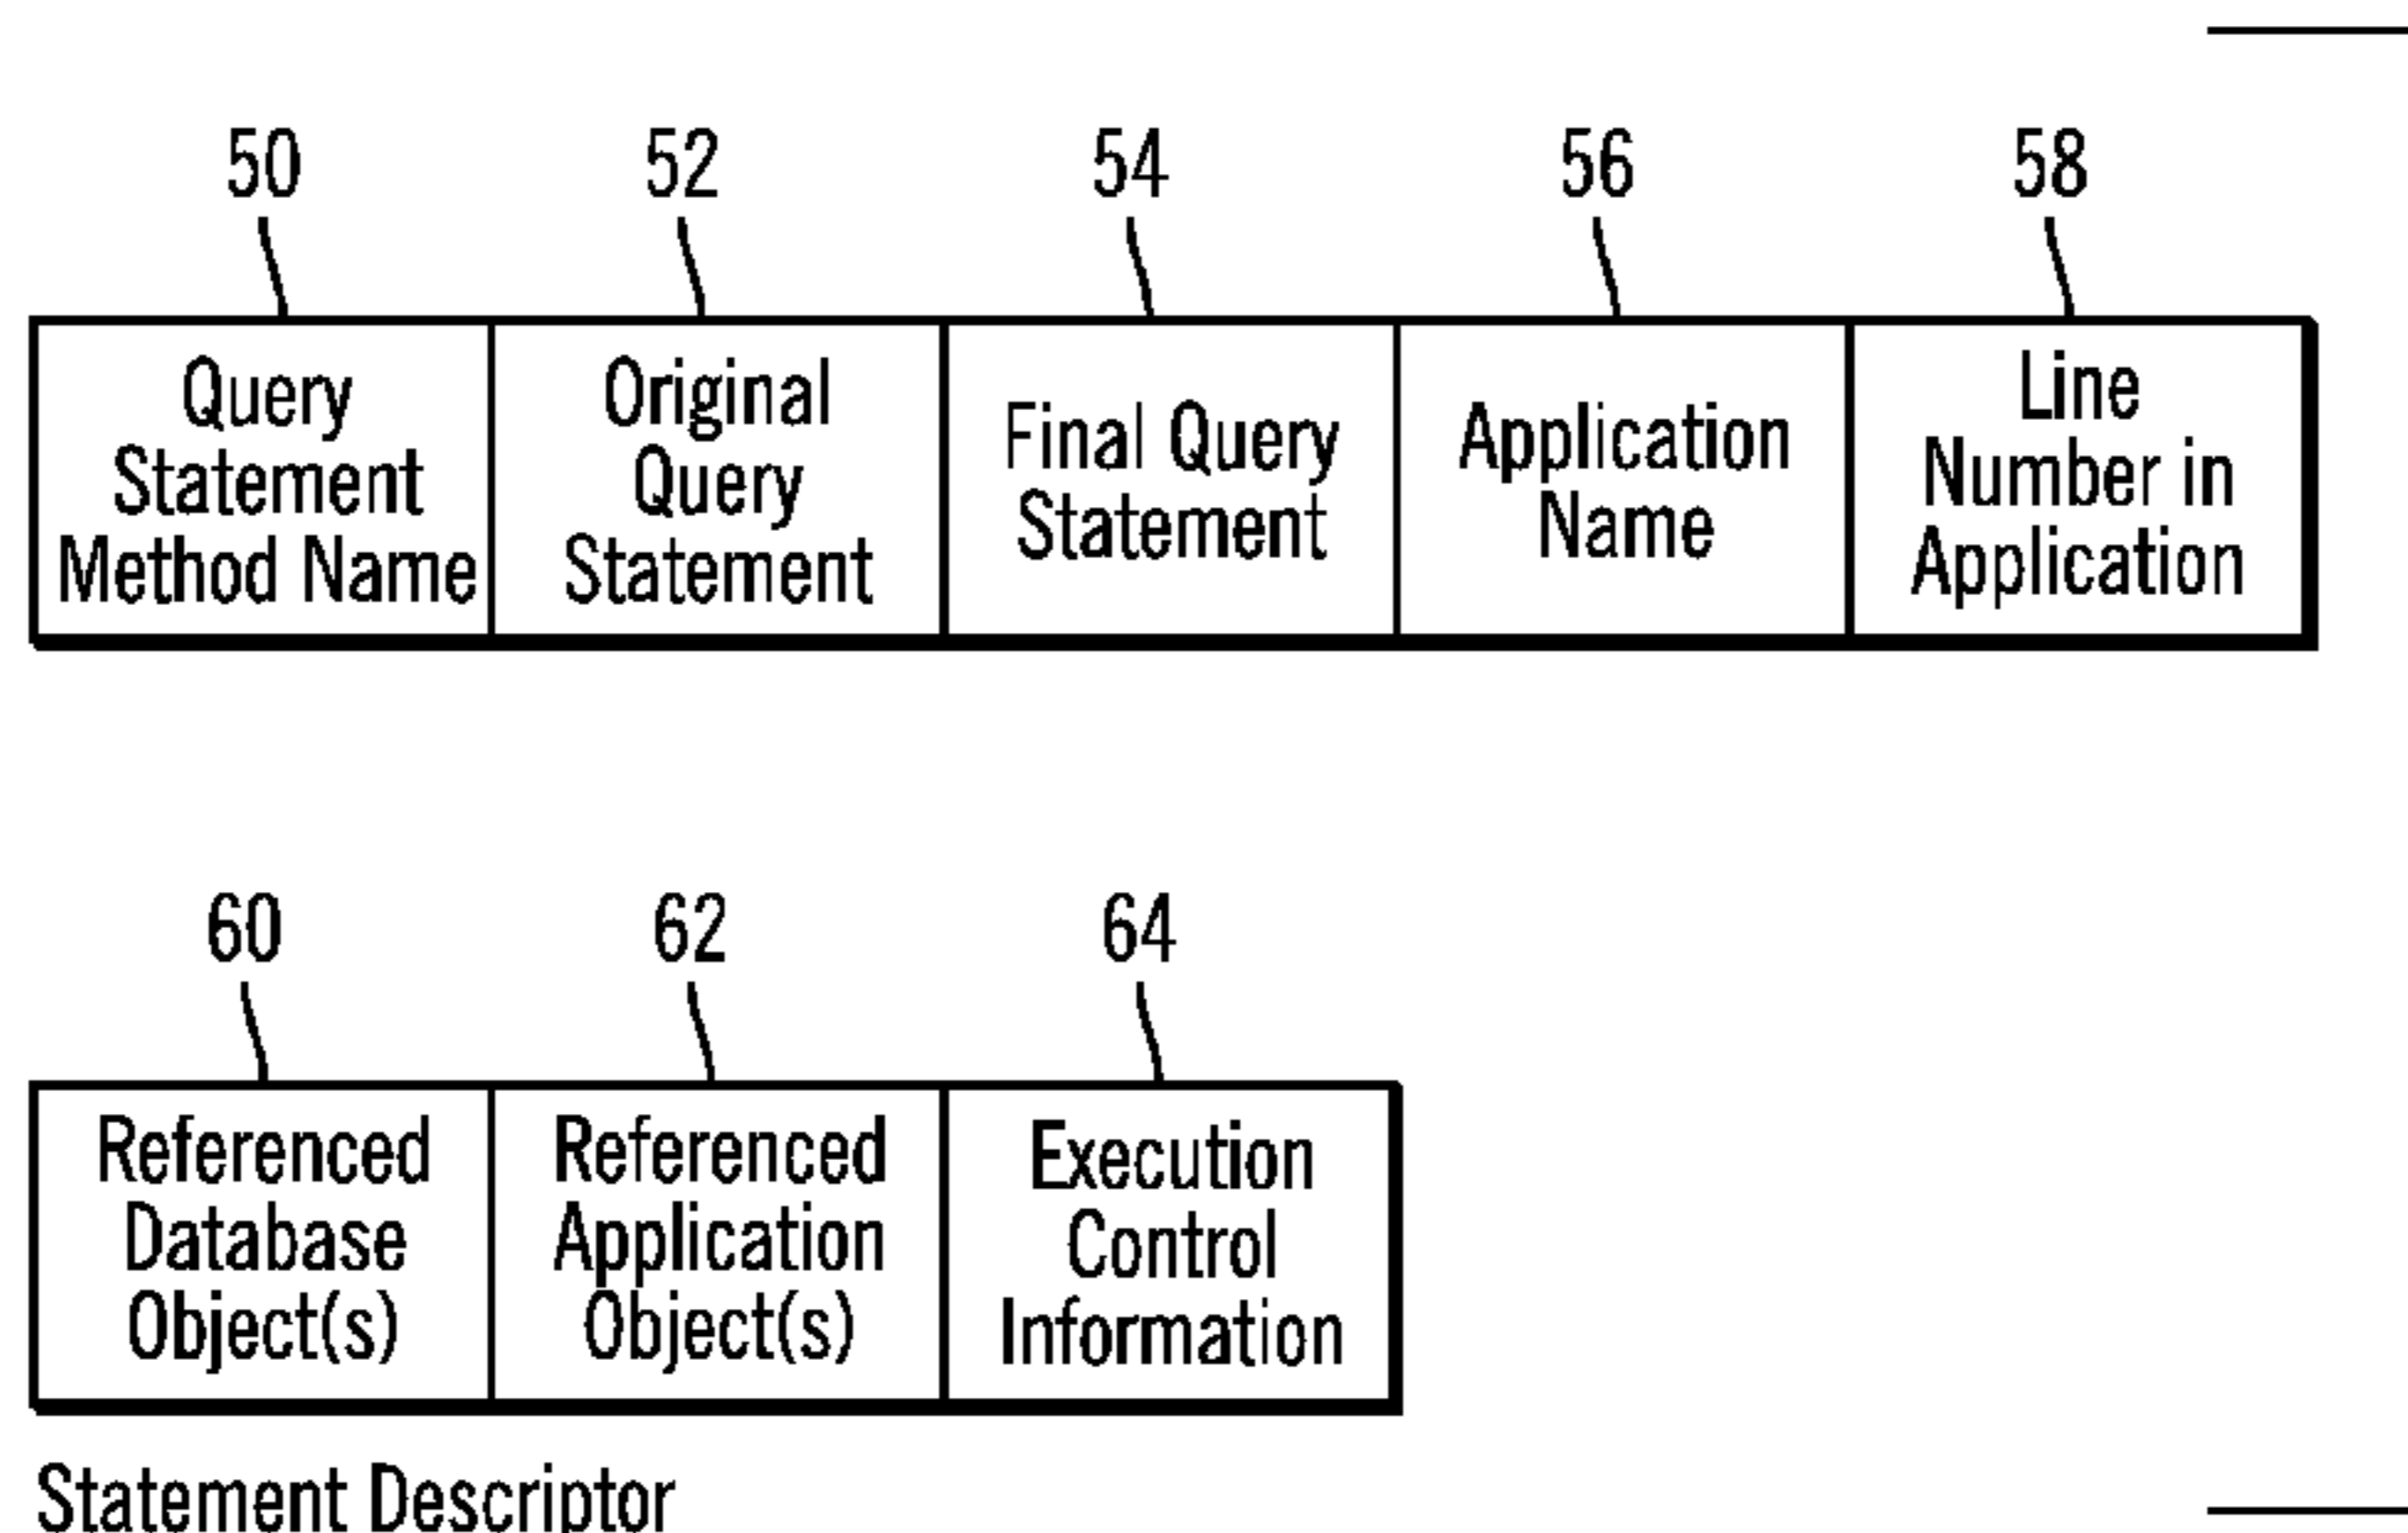 50 52 54 56 58
Query
Statement
Method Name
Original
Query
Statement
Final Query
Statement
Application
Name
Line
Number in
Application
60 62 64
Referenced
Database
Object(s)
Referenced
Application
Object(s)
Execution
Control
Information
Statement Descriptor